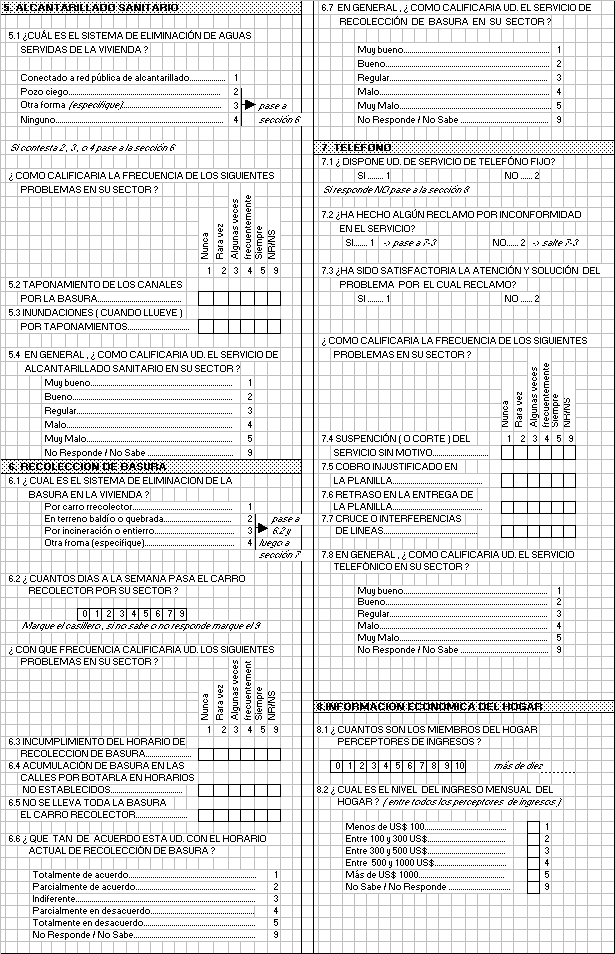 5. ALCANTARILLADO SANITARIO
5.1 ¿CUÁL ES EL SISTEMA DE ELIMINACIÓN DE AGUAS
SERVIDAS DE LA VIVIENDA ?
Conectado a red pública de alcantarillado............... 1
Pozo ciego............... 2
Otra forma (especifique)............... 3 pase a
Ninguno............... 4 sección 6
Si contesta 2, 3, o 4 pase a la sección 6
¿ COMO CALIFICARIA LA FRECUENCIA DE LOS SIGUIENTES
PROBLEMAS EN SU SECTOR ?
Nunca
Rara vez
Algunas veces
frecuentemente
Siempre
NR/NS
1 2 3 4 5 9
5.2 TAPONAMIENTO DE LOS CANALES
POR LA BASURA...............
5.3 INUNDACIONES ( CUANDO LLUEVE )
POR TAPONAMIENTOS...............
5.4 EN GENERAL , ¿ COMO CALIFICARIA UD. EL SERVICIO DE
ALCANTARILLADO SANITARIO EN SU SECTOR ?
Muy bueno............... 1
Bueno............... 2
Regular............... 3
Malo............... 4
Muy Malo............... 5
No Responde / No Sabe ............... 9
6. RECOLECCION DE BASURA
6.1 ¿ CUAL ES EL SISTEMA DE ELIMINACION DE LA
BASURA EN LA VIVIENDA ?
Por carro rrecolector............... 1
En terreno baldío o quebrada............... 2 pase a
Por incineración o entierro............... 3 6.2 y
Otra froma (especifique)............... 4 luego a
sección 7
6.2 ¿ CUANTOS DIAS A LA SEMANA PASA EL CARRO
RECOLECTOR POR SU SECTOR ?
0 1 2 3 4 5 6 7 9
Marque el casillero , si no sabe o no responde marque el 9
¿ CON QUE FRECUENCIA CALIFICARIA UD. LOS SIGUIENTES
PROBLEMAS EN SU SECTOR ?
Nunca
Rara vez
Algunas veces
frecuentement
Siempre
NR/NS
1 2 3 4 5 9
6.3 INCUMPLIMIENTO DEL HORARIO DE
RECOLECCION DE BASURA...............
6.4 ACUMULACIÓN DE BASURA EN LAS
CALLES POR BOTARLA EN HORARIOS
NO ESTABLECIDOS...............
6.5 NO SE LLEVA TODA LA BASURA
EL CARRO RECOLECTOR...............
6.6 ¿ QUE TAN DE ACUERDO ESTA UD. CON EL HORARIO
ACTUAL DE RECOLECCIÓN DE BASURA ?
Totalmente de acuerdo............... 1
Parcialmente de acuerdo............... 2
Indiferente............... 3
Parcialmente en desacuerdo............... 4
Totalmente en desacuerdo............... 5
No Responde / No Sabe............... 9
6.7 EN GENERAL , ¿ COMO CALIFICARIA UD. EL SERVICIO DE
RECOLECCIÓN DE BASURA EN SU SECTOR ?
Muy bueno............... 1
Bueno............... 2
Regular............... 3
Malo............... 4
Muy Malo............... 5
No Responde / No Sabe ............... 9
7. TELEFONO
7.1 ¿ DISPONE UD. DE SERVICIO DE TELEFÓNO FIJO?
SI ....... 1 NO ..... 2
Si responde NO pase a la sección 8
7.2 ¿HA HECHO ALGÚN RECLAMO POR INCONFORMIDAD
EN EL SERVICIO?
SI....... 1 -> pase a 7-3 NO...... 2 -> salte 7-3
7.3 ¿HA SIDO SATISFACTORIA LA ATENCIÓN Y SOLUCIÓN DEL
PROBLEMA POR EL CUAL RECLAMO?
SI ....... 1 NO ..... 2
¿ COMO CALIFICARIA LA FRECUENCIA DE LOS SIGUIENTES
PROBLEMAS EN SU SECTOR ?
Nunca
Rara vez
Algunas veces
frecuentemente
Siempre
NR/NS
7.4 SUSPENCIÓN ( O CORTE ) DEL 1 2 3 4 5 9
SERVICIO SIN MOTIVO...............
7.5 COBRO INJUSTIFICADO EN
LA PLANILLA...............
7.6 RETRASO EN LA ENTREGA DE
LA PLANILLA...............
7.7 CRUCE O INTERFERENCIAS
DE LINEAS...............
7.8 EN GENERAL , ¿ COMO CALIFICARIA UD. EL SERVICIO
TELEFÓNICO EN SU SECTOR ?
Muy bueno............... 1
Bueno............... 2
Regular............... 3
Malo............... 4
Muy Malo............... 5
No Responde / No Sabe ............... 9
8.INFORMACION ECONOMICA DEL HOGAR
8.1 ¿ CUANTOS SON LOS MIEMBROS DEL HOGAR
PERCEPTORES DE INGRESOS ?
0 1 2 3 4 5 6 7 8 9 10 más de diez
8.2 ¿ CUAL ES EL NIVEL DEL INGRESO MENSUAL DEL
HOGAR ? ( entre todos los perceptores de ingresos )
Menos de US$ 100............... 1
Entre 100 y 300 US$............... 2
Entre 300 y 500 US$............... 3
Entre 500 y 1000 US$............... 4
Más de US$ 1000............... 5
No Sabe / No Responde ............... 9